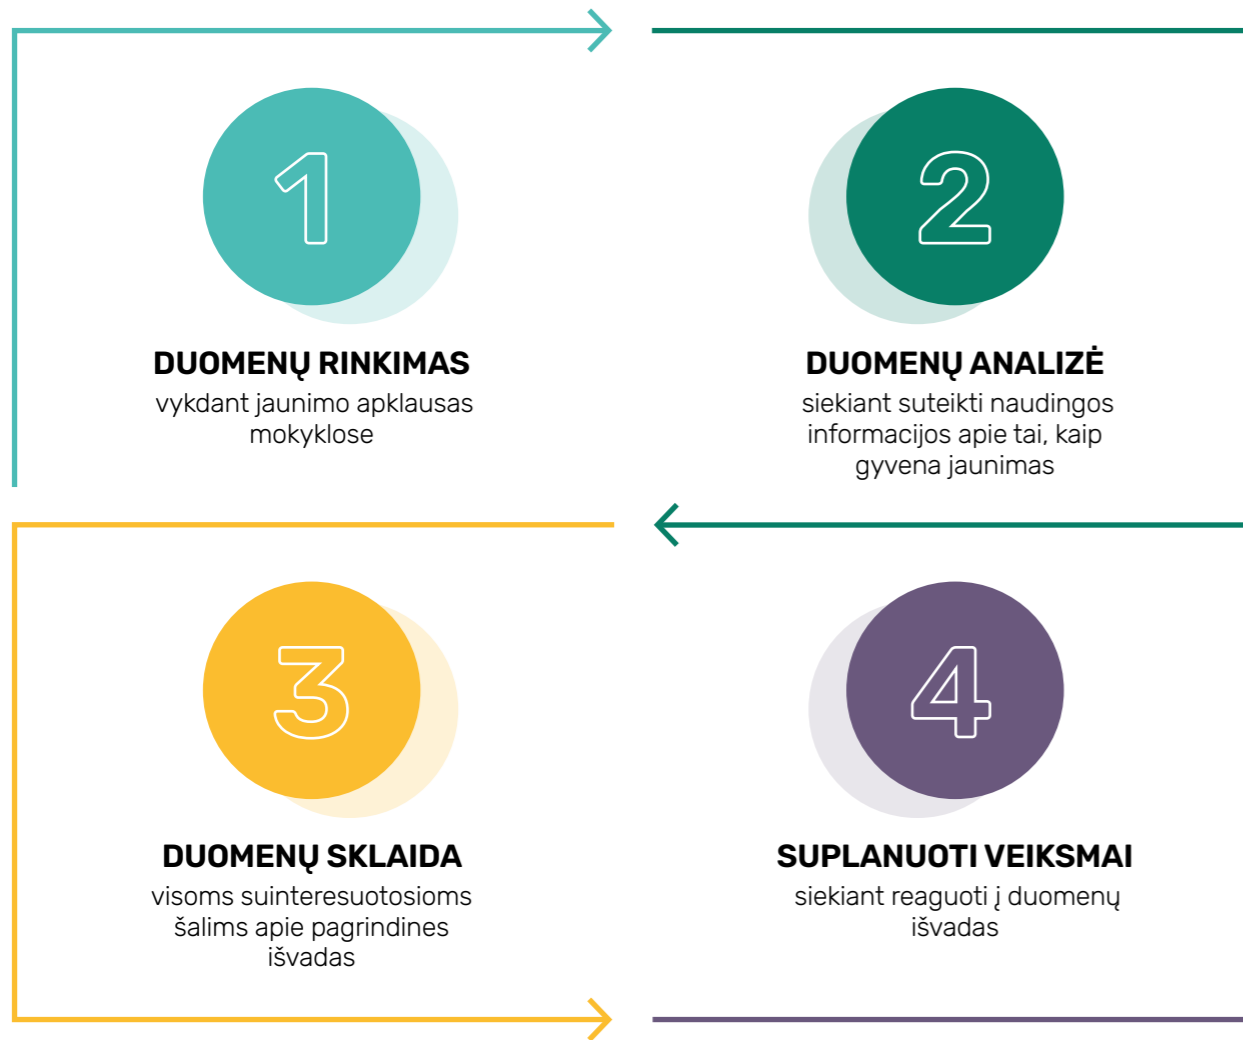 1
DUOMENŲ RINKIMAS
vykdant jaunimo apklausas
mokyklose
2
DUOMENŲ ANALIZĖ
siekiant suteikti naudingos
informacijos apie tai, kaip
gyvena jaunimas
3
DUOMENŲ SKLAIDA
visoms suinteresuotosioms
šalims apie pagrindines
išvadas
4
SUPLANUOTI VEIKSMAI
siekiant reaguoti į duomenų
išvadas